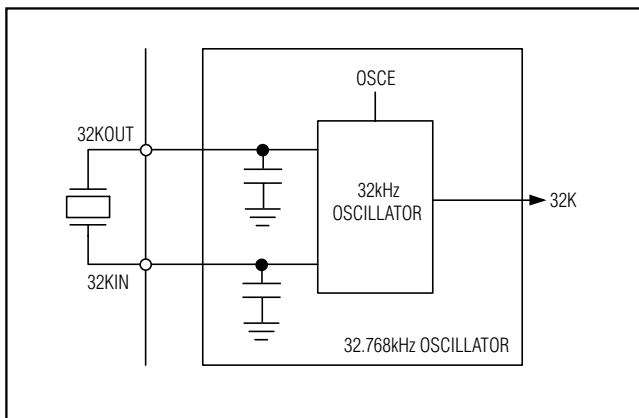 OSCE
32KOUT
32kHz
OSCILLATOR
32K
32KIN
32.768kHz OSCILLATOR